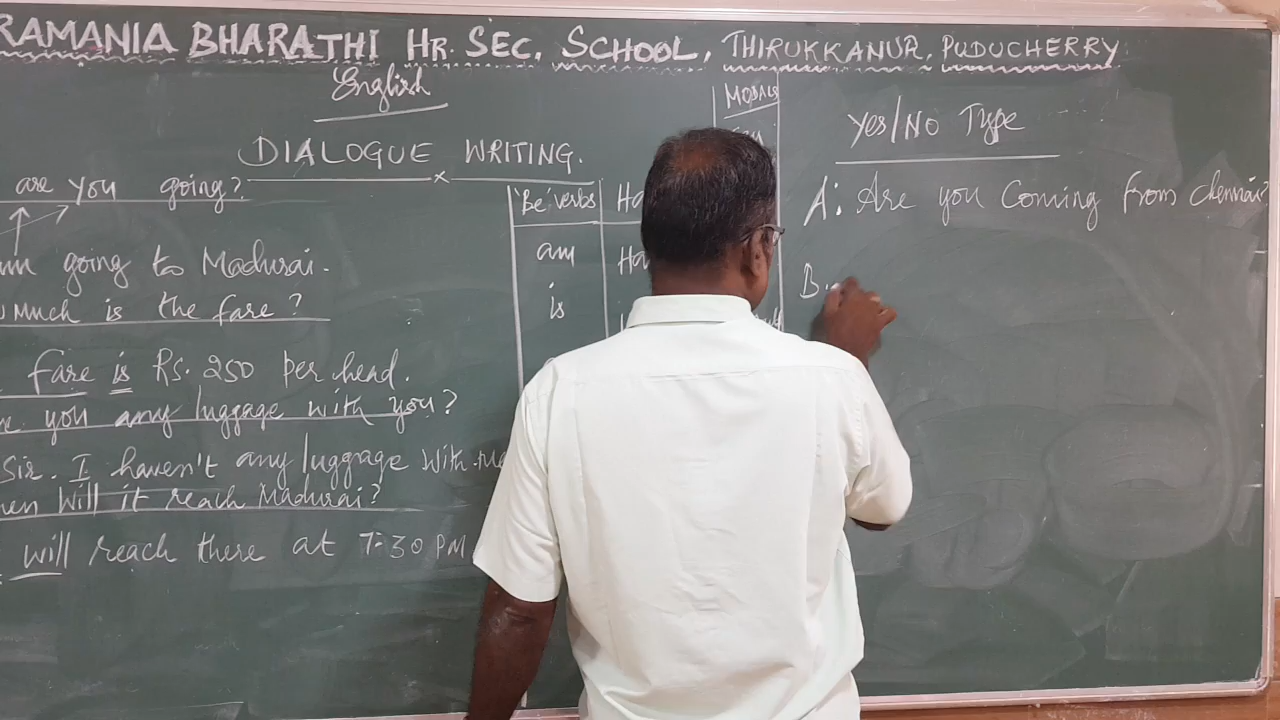 RAMANIA BHARATHI HR. SEC. SCHOOL, THIRUKKANUR, PUDUCHERRY
English
DIALOGUE WRITING.
are you going?
going to Madurai.
Much is the fare?
Fare is Rs. 250 per head.
you any luggage with you?
Sir. I haven't any luggage with
Will it reach Madurai?
will reach there at 7:30 PM
'Be' verbs
am
is
Ha
Ha
MODALS
Yes/No Type
A: Are you Coming from Chennai?
B: